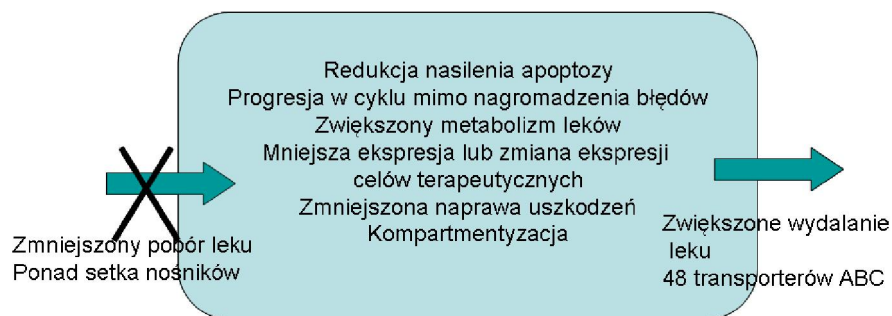 Redukcja nasilenia apoptozy
Progresja w cyklu mimo nagromadzenia błędów
Zwiększony metabolizm leków
Mniejsza ekspresja lub zmiana ekspresji
celów terapeutycznych
Zmniejszona naprawa uszkodzeń
Kompartmentyzacja
Zmniejszony pobór leku
Ponad setka nośników
Zwiększone wydalanie
leku
48 transporterów ABC